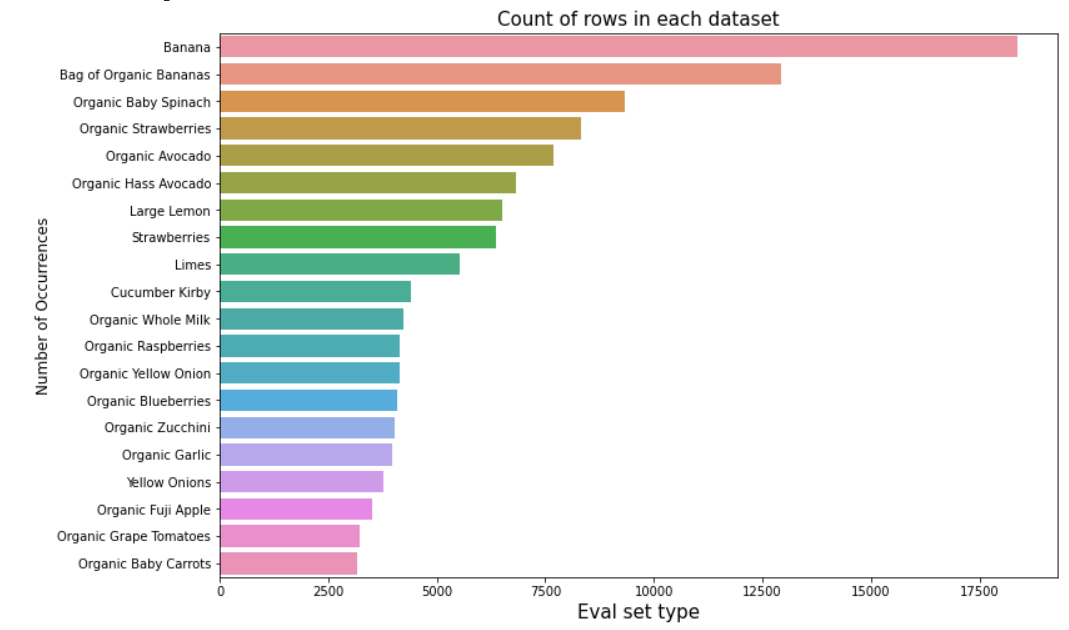 Count of rows in each dataset
Banana
Bag of Organic Bananas
Organic Baby Spinach
Organic Strawberries
Organic Avocado
Organic Hass Avocado
Large Lemon
Strawberries
Limes
Cucumber Kirby
Organic Whole Milk
Organic Raspberries
Organic Yellow Onion
Organic Blueberries
Organic Zucchini
Organic Garlic
Yellow Onions
Organic Fuji Apple
Organic Grape Tomatoes
Organic Baby Carrots
Number of Occurrences
0 2500 5000 7500 10000 12500 15000 17500
Eval set type